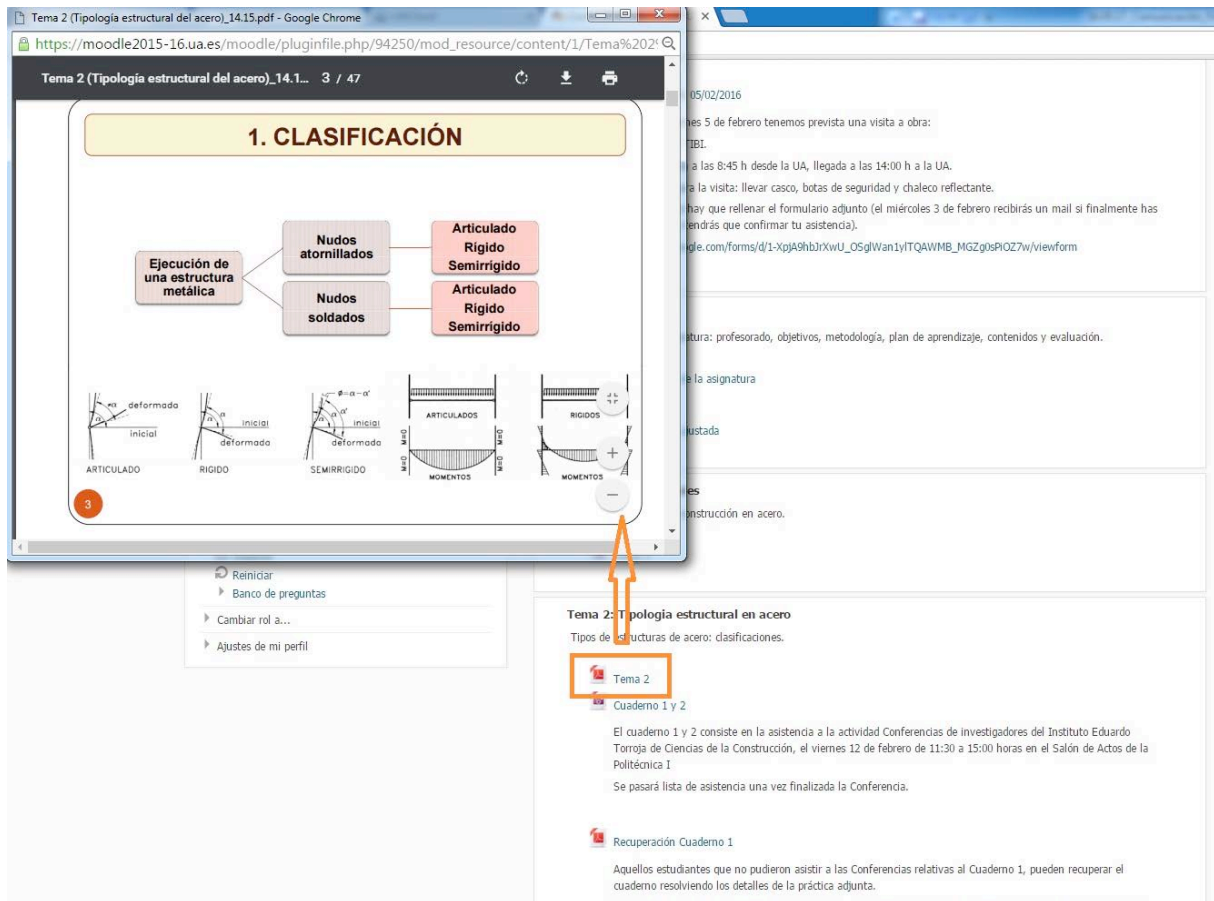 Tema 2 (Tipología estructural del acero)_14.15.pdf - Google Chrome
https://moodle2015-16.ua.es/moodle/pluginfile.php/94250/mod_resource/content/1/Tema%202
Tema 2 (Tipología estructural del acero)_14.1... 3 / 47
1. CLASIFICACIÓN
Ejecución de
una estructura
metálica
Nudos
atornillados
Articulado
Rígido
Semirrígido
Nudos
soldados
Articulado
Rígido
Semirrígido
deformada
inicial
ARTICULADO
inicial
deformada
RIGIDO
Φ=α-α'
inicial
deformada
SEMIRRIGIDO
ARTICULADOS
M=0
M=0
M=0
M=0
MOMENTOS
RIGIDOS
MOMENTOS
3
05/02/2016
nes 5 de febrero tenemos prevista una visita a obra:
TIBI.
a las 8:45 h desde la UA, llegada a las 14:00 h a la UA.
a la visita: llevar casco, botas de seguridad y chaleco reflectante.
hay que rellenar el formulario adjunto (el miércoles 3 de febrero recibirás un mail si finalmente has
tendrás que confirmar tu asistencia).
ogle.com/forms/d/1-XpjA9hbJrXwU_OSglWan1ylTQAWMB_MGZg0sPiOZ7w/viewform
atura: profesorado, objetivos, metodología, plan de aprendizaje, contenidos y evaluación.
e la asignatura
justada
es
onstrucción en acero.
Reiniciar
Banco de preguntas
Cambiar rol a...
Ajustes de mi perfil
Tema 2: Tipologia estructural en acero
Tipos de estructuras de acero: clasificaciones.
Tema 2
Cuaderno 1 y 2
El cuaderno 1 y 2 consiste en la asistencia a la actividad Conferencias de investigadores del Instituto Eduardo
Torroja de Ciencias de la Construcción, el viernes 12 de febrero de 11:30 a 15:00 horas en el Salón de Actos de la
Politécnica I
Se pasará lista de asistencia una vez finalizada la Conferencia.
Recuperación Cuaderno 1
Aquellos estudiantes que no pudieron asistir a las Conferencias relativas al Cuaderno 1, pueden recuperar el
cuaderno resolviendo los detalles de la práctica adjunta.